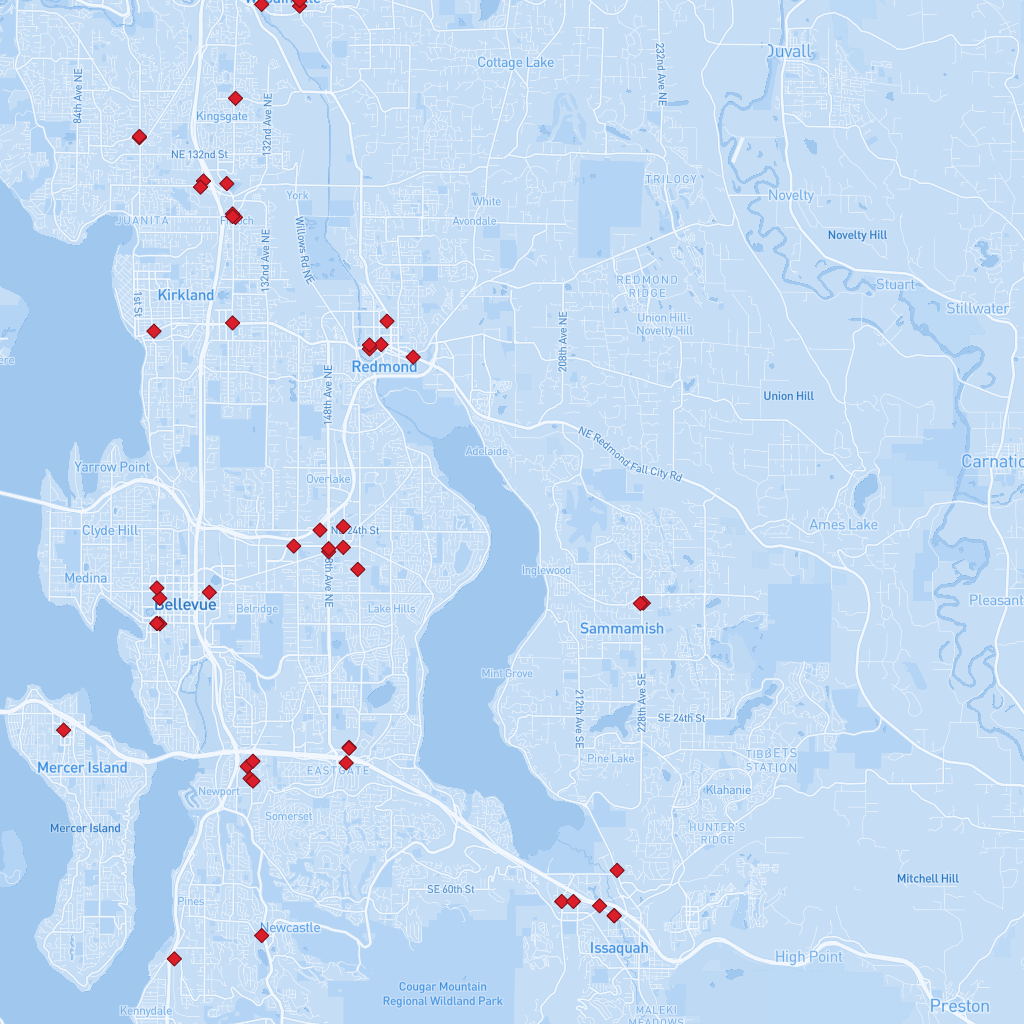 Duvall
Cottage Lake
232nd Ave NE
84th Ave NE
132nd Ave NE
Kingsgate
NE 132nd St
TRILOGY
York
White
Novelty
JUANITA
Avondale
Novelty Hill
132nd Ave NE
Willows Rd NE
REDMOND
RIDGE
Stuart
Kirkland
1st St
Stillwater
Union Hill-
Novelty Hill
208th Ave NE
Redmond
148th Ave NE
Union Hill
NE Redmond Fall City Rd
Adelaide
Yarrow Point
Overlake
Clyde Hill
Ames Lake
Inglewood
Medina
Bellevue
Belridge
Lake Hills
Sammamish
Mint Grove
212th Ave SE
228th Ave SE
SE 24th St
Mercer Island
EASTGATE
Pine Lake
TIBBETS
STATION
Newport
Klahanie
Somerset
Mercer Island
HUNTER'S
RIDGE
Mitchell Hill
SE 60th St
Pines
Newcastle
Issaquah
High Point
Cougar Mountain
Regional Wildland Park
Kennydale
MALEKI
MEADOWS
Preston